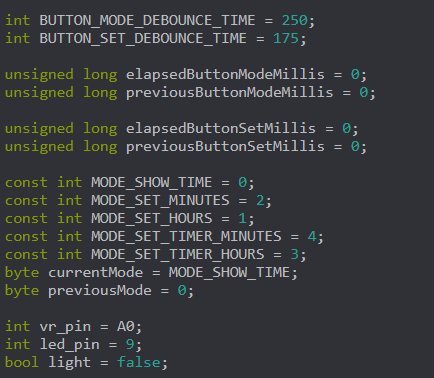 int BUTTON_MODE_DEBOUNCE_TIME = 250;
int BUTTON_SET_DEBOUNCE_TIME = 175;
unsigned long elapsedButtonModeMillis = 0;
unsigned long previousButtonModeMillis = 0;
unsigned long elapsedButtonSetMillis = 0;
unsigned long previousButtonSetMillis = 0;
const int MODE_SHOW_TIME = 0;
const int MODE_SET_MINUTES = 2;
const int MODE_SET_HOURS = 1;
const int MODE_SET_TIMER_MINUTES = 4;
const int MODE_SET_TIMER_HOURS = 3;
byte currentMode = MODE_SHOW_TIME;
byte previousMode = 0;
int vr_pin = A0;
int led_pin = 9;
bool light = false;